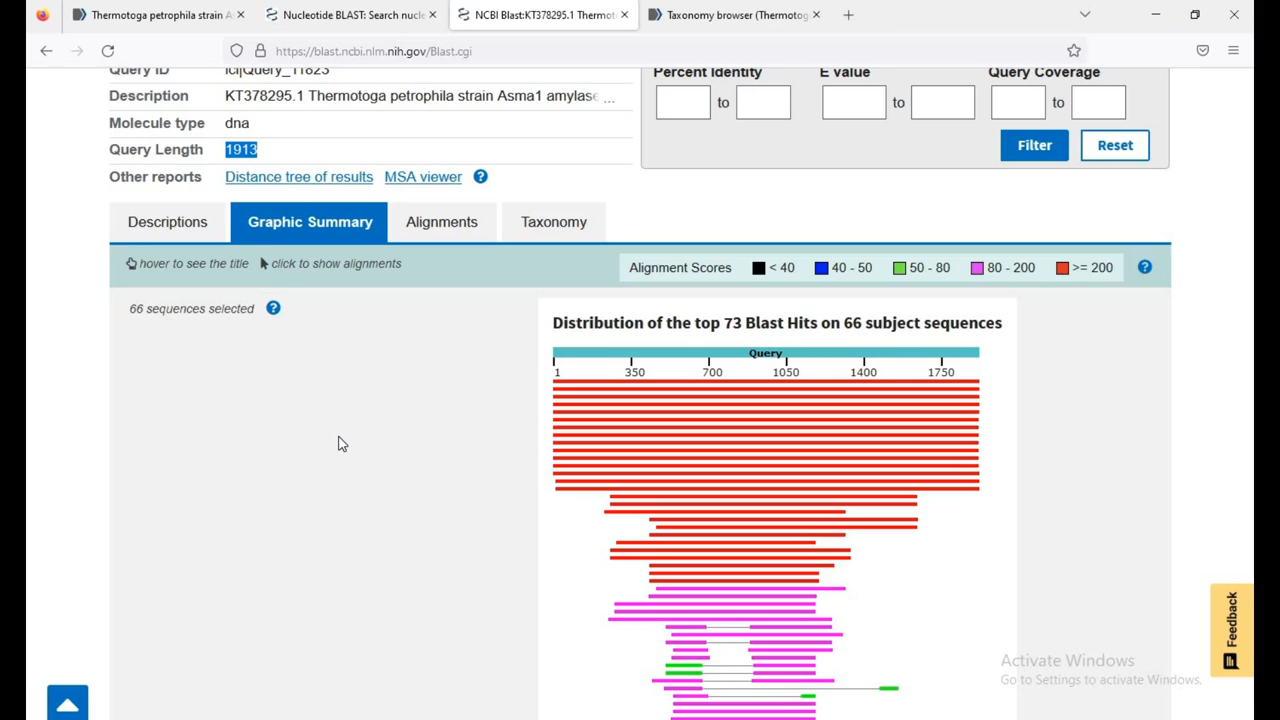 Thermotoga petrophila strain As
Nucleotide BLAST: Search nucle
NCBI Blast:KT378295.1 Thermot
Taxonomy browser (Thermotog
https://blast.ncbi.nlm.nih.gov/Blast.cgi
Query ID lcl|Query_11823
Description KT378295.1 Thermotoga petrophila strain Asma1 amylase ...
Molecule type dna
Query Length 1913
Other reports Distance tree of results MSA viewer ?
Percent Identity E value Query Coverage
to to to
Filter Reset
Descriptions Graphic Summary Alignments Taxonomy
hover to see the title click to show alignments
Alignment Scores < 40 40 - 50 50 - 80 80 - 200 >= 200 ?
66 sequences selected ?
Distribution of the top 73 Blast Hits on 66 subject sequences
Query
1 350 700 1050 1400 1750
Feedback
Activate Windows
Go to Settings to activate Windows.